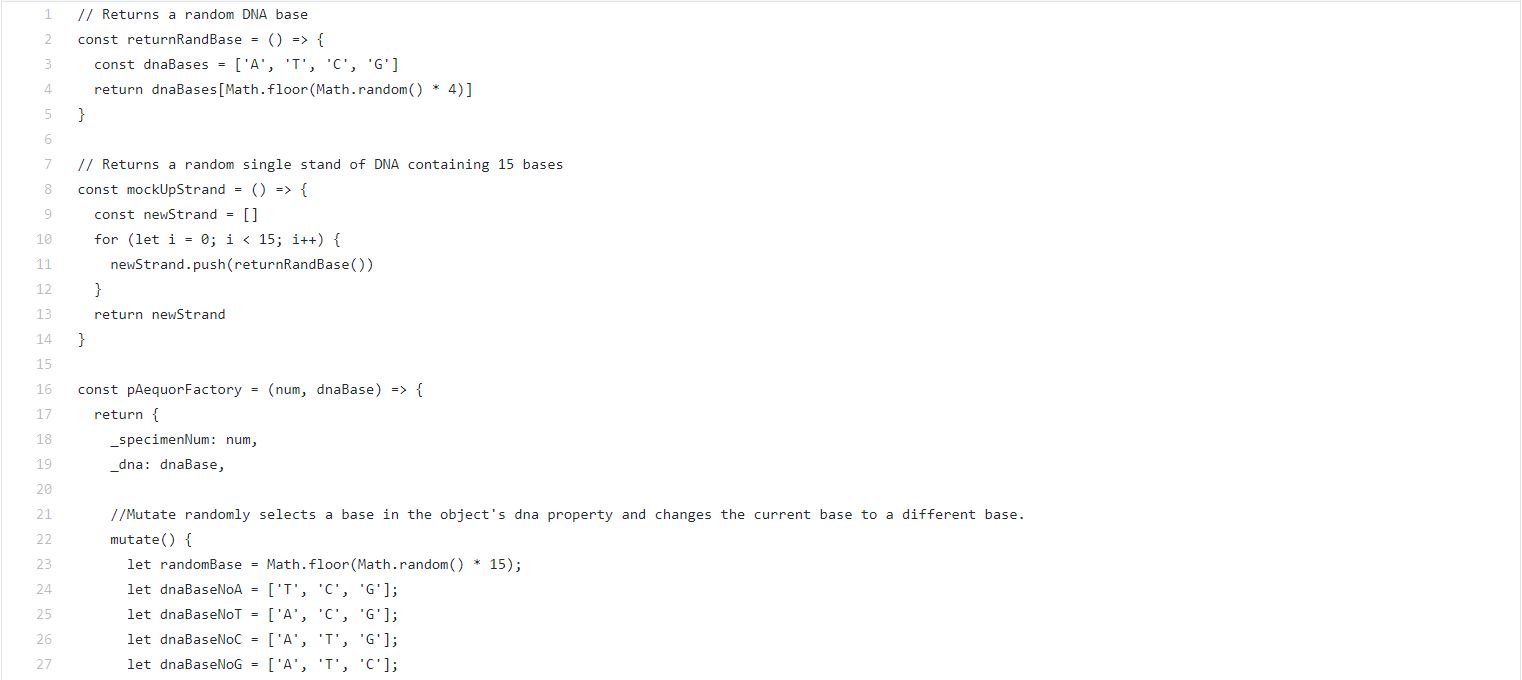 1 // Returns a random DNA base
2 const returnRandBase = () => {
3 const dnaBases = ['A', 'T', 'C', 'G']
4 return dnaBases[Math.floor(Math.random() * 4)]
5 }
6
7 // Returns a random single stand of DNA containing 15 bases
8 const mockUpStrand = () => {
9 const newStrand = []
10 for (let i = 0; i < 15; i++) {
11 newStrand.push(returnRandBase())
12 }
13 return newStrand
14 }
15
16 const pAequorFactory = (num, dnaBase) => {
17 return {
18 _specimenNum: num,
19 _dna: dnaBase,
20
21 //Mutate randomly selects a base in the object's dna property and changes the current base to a different base.
22 mutate() {
23 let randomBase = Math.floor(Math.random() * 15);
24 let dnaBaseNoA = ['T', 'C', 'G'];
25 let dnaBaseNoT = ['A', 'C', 'G'];
26 let dnaBaseNoC = ['A', 'T', 'G'];
27 let dnaBaseNoG = ['A', 'T', 'C'];